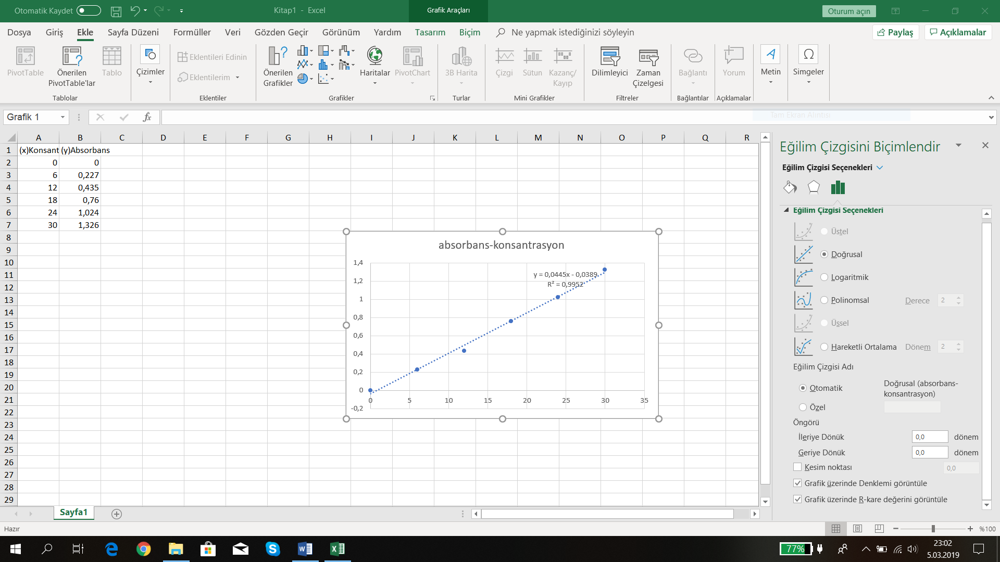 Otomatik Kaydet
Kitap1 - Excel
Grafik Araçları
Oturum açın
Dosya Giriş Ekle Sayfa Düzeni Formüller Veri Gözden Geçir Görünüm Yardım Tasarım Biçim Ne yapmak istediğinizi söyleyin Paylaş Açıklamalar
PivotTable
Önerilen
PivotTable'lar
Tablo
Tablolar
Çizimler
Eklentileri Edinin
Eklentilerim
Eklentiler
Önerilen
Grafikler
Haritalar
PivotChart
Grafikler
3B Harita
Turlar
Çizgi
Sütun
Kazanç/
Kayıp
Mini Grafikler
Dilimleyici
Zaman
Çizelgesi
Filtreler
Bağlantı
Bağlantılar
Yorum
Açıklamalar
Metin
Simgeler
Grafik 1
fx
Tam Ekran Alıntısı
A B C D E F G H I J K L M N O P Q R
1 (x)Konsant (y)Absorbans
2 0 0
3 6 0,227
4 12 0,435
5 18 0,76
6 24 1,024
7 30 1,326
8
9
10
11
12
13
14
15
16
17
18
19
20
21
22
23
24
25
26
27
28
29
absorbans-konsantrasyon
y = 0,0445x - 0,0389
R² = 0,9952
1,4
1,2
1
0,8
0,6
0,4
0,2
0
-0,2
0 5 10 15 20 25 30 35
Eğilim Çizgisini Biçimlendir
Eğilim Çizgisi Seçenekleri
Eğilim Çizgisi Seçenekleri
Üstel
Doğrusal
Logaritmik
Polinomsal Derece 2
Üssel
Hareketli Ortalama Dönem 2
Eğilim Çizgisi Adı
Otomatik
Doğrusal (absorbans-
konsantrasyon)
Özel
Öngörü
İleriye Dönük 0,0 dönem
Geriye Dönük 0,0 dönem
Kesim noktası 0,0
Grafik üzerinde Denklemi görüntüle
Grafik üzerinde R-kare değerini görüntüle
Sayfa1
Hazır
%100
77%
23:02
5.03.2019